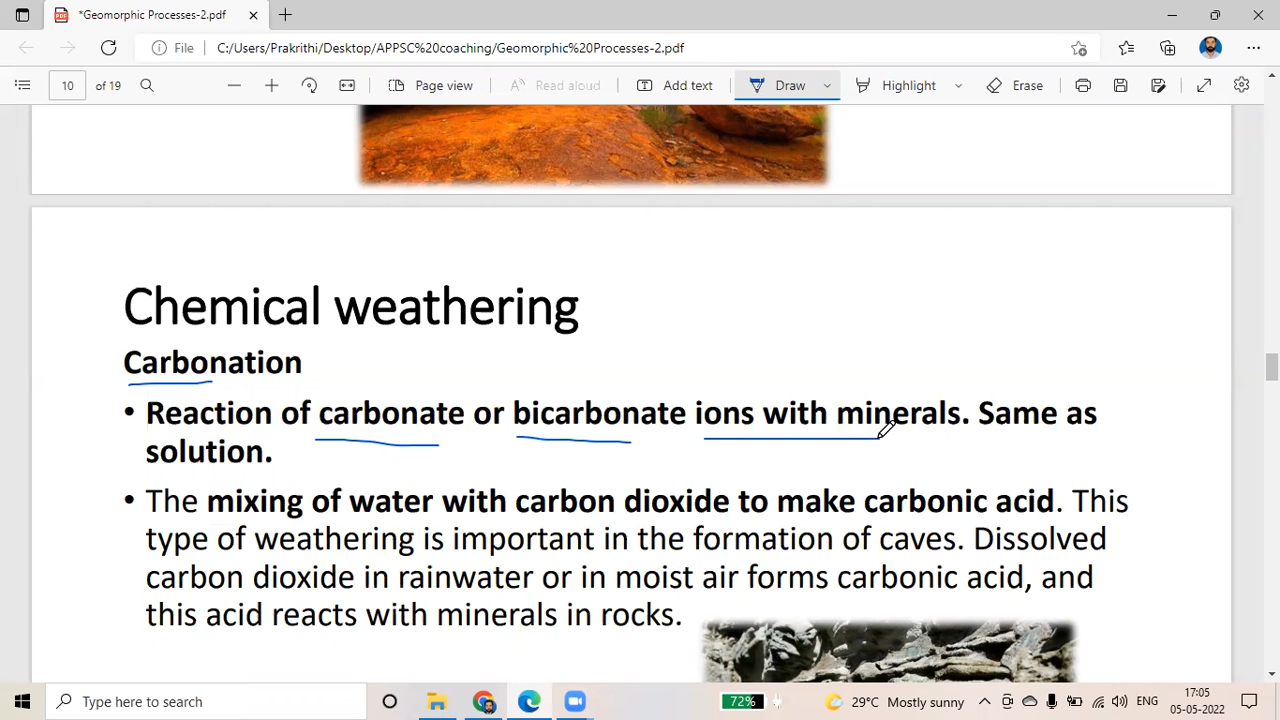 *Geomorphic Processes-2.pdf
File C:/Users/Prakrithi/Desktop/APPSC%20coaching/Geomorphic%20Processes-2.pdf
10 of 19 Page view Read aloud Add text Draw Highlight Erase
Chemical weathering
Carbonation
• Reaction of carbonate or bicarbonate ions with minerals. Same as
solution.
• The mixing of water with carbon dioxide to make carbonic acid. This
type of weathering is important in the formation of caves. Dissolved
carbon dioxide in rainwater or in moist air forms carbonic acid, and
this acid reacts with minerals in rocks.
Type here to search 72% 29°C Mostly sunny ENG 17:05
05-05-2022